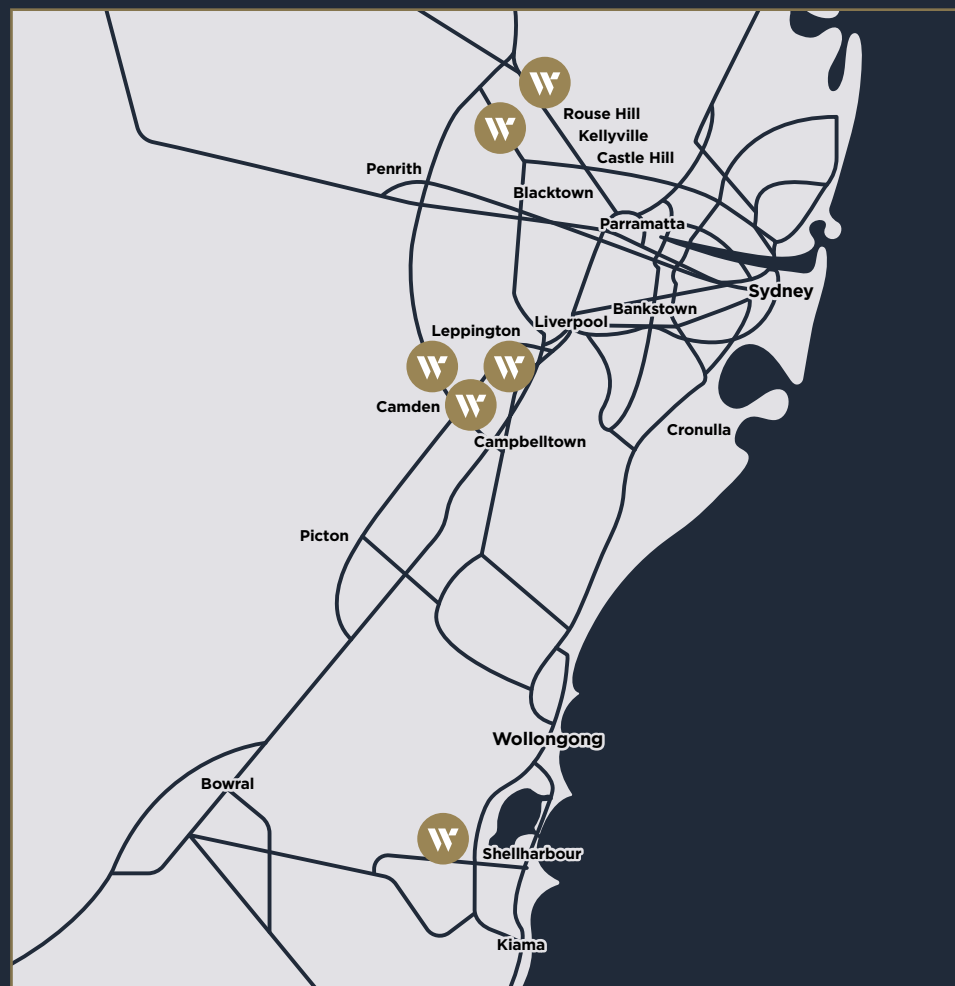 Rouse Hill
Kellyville
Castle Hill
Penrith
Blacktown
Parramatta
Sydney
Bankstown
Liverpool
Leppington
Camden
Cronulla
Campbelltown
Picton
Wollongong
Bowral
Shellharbour
Kiama